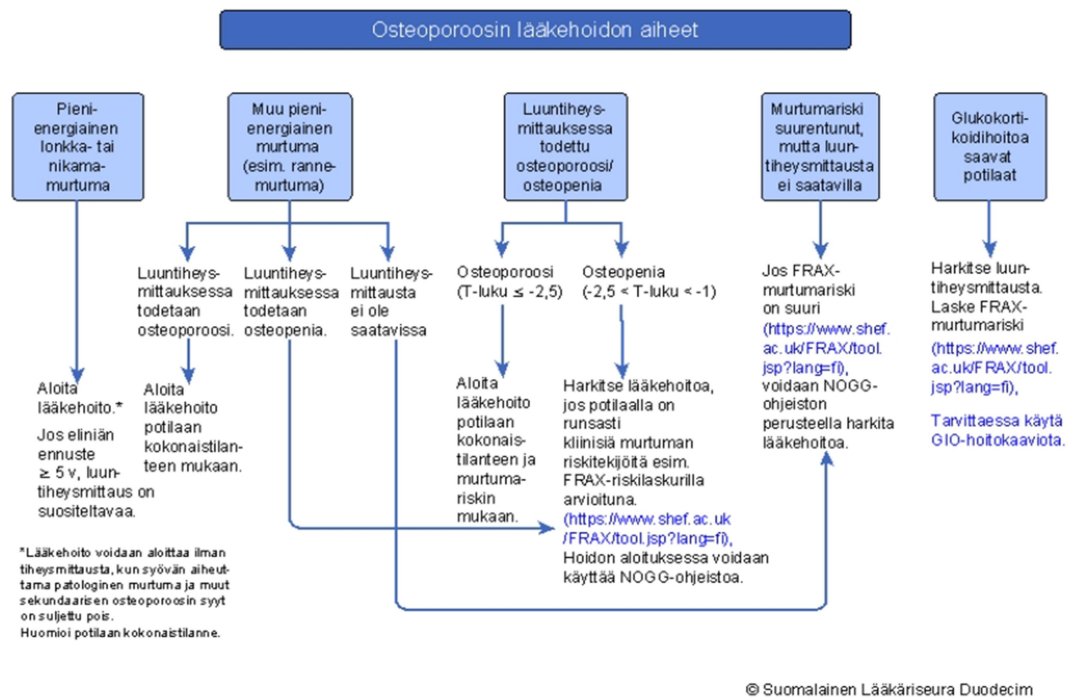 Osteoporoosin lääkehoidon aiheet
Pieni-
energiainen
lonkka- tai
nikama-
murtuma
Muu pieni-
energiainen
murtuma
(esim. ranne-
murtuma)
Luuntiheys-
mittauksessa
todettu
osteoporoosi/
osteopenia
Murtumariski
suurentunut,
mutta luun-
tiheysmittausta
ei saatavilla
Glukokorti-
koidihoitoa
saavat
potilaat
Luuntiheys-
mittauksessa
todetaan
osteoporoosi.
Luuntiheys-
mittauksessa
todetaan
osteopenia.
Luuntiheys-
mittausta
ei ole
saatavissa
Osteoporoosi
(T-luku ≤ -2,5)
Osteopenia
(-2,5 < T-luku < -1)
Jos FRAX-
murtumariski
on suuri
(https://www.shef.
ac.uk/FRAX/tool.
jsp?lang=fi),
voidaan NOGG-
ohjeiston
perusteella harkita
lääkehoitoa.
Harkitse luun-
tiheysmittausta.
Laske FRAX-
murtumariski
(https://www.shef.
ac.uk/FRAX/tool.
jsp?lang=fi),
Tarvittaessa käytä
GIO-hoitokaaviota.
Aloita
lääkehoito.*
Jos eliniän
ennuste
≥ 5 v, luun-
tiheysmittaus on
suositeltavaa.
Aloita
lääkehoito
potilaan
kokonaistilan-
teen mukaan.
Aloita
lääkehoito
potilaan
kokonais-
tilanteen ja
murtuma-
riskin
mukaan.
Harkitse lääkehoitoa,
jos potilaalla on
runsasti
kliinisiä murtuman
riskitekijöitä esim.
FRAX-riskilaskurilla
arvioituna.
(https://www.shef.ac.uk
/FRAX/tool.jsp?lang=fi),
Hoidon aloituksessa voidaan
käyttää NOGG-ohjeistoa.
*Lääkehoito voidaan aloittaa ilman
tiheysmittausta, kun syövän aiheut-
tama patologinen murtuma ja muut
sekundaarisen osteoporoosin syyt
on suljettu pois.
Huomioi potilaan kokonaistilanne.
© Suomalainen Lääkäriseura Duodecim